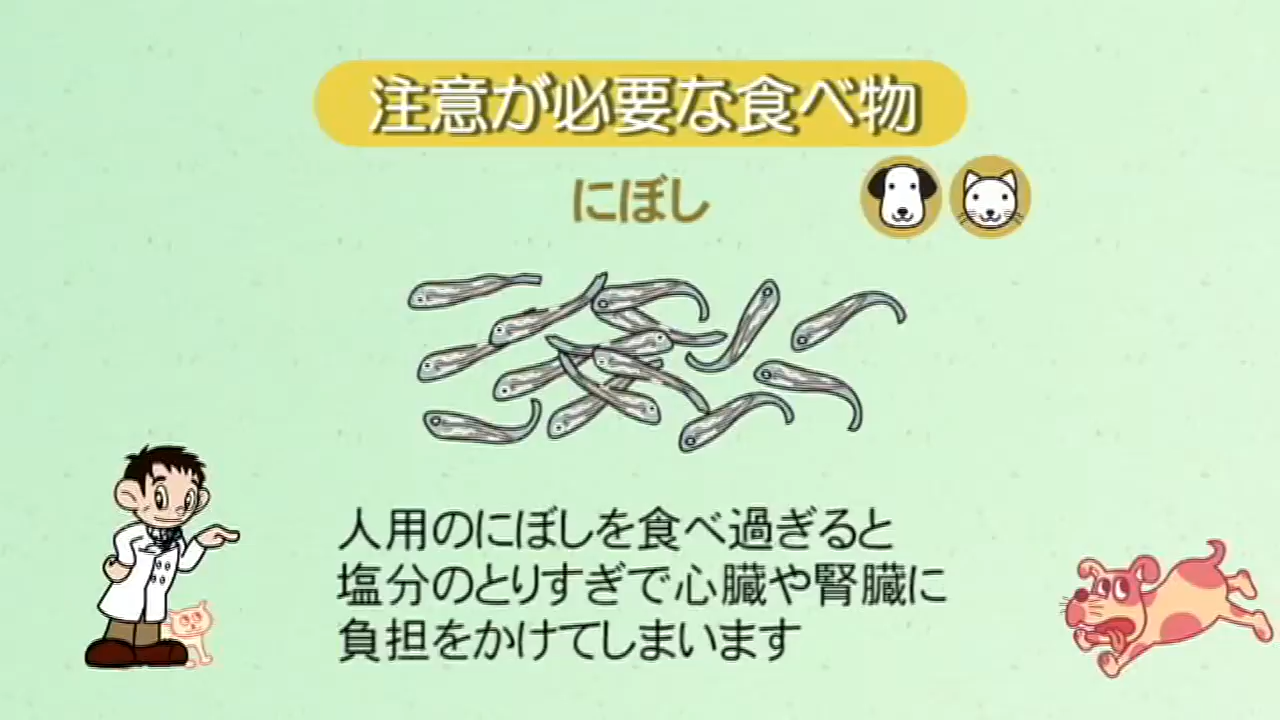 注意が必要な食べ物
にぼし
人用のにぼしを食べ過ぎると
塩分のとりすぎで心臓や腎臓に
負担をかけてしまいます